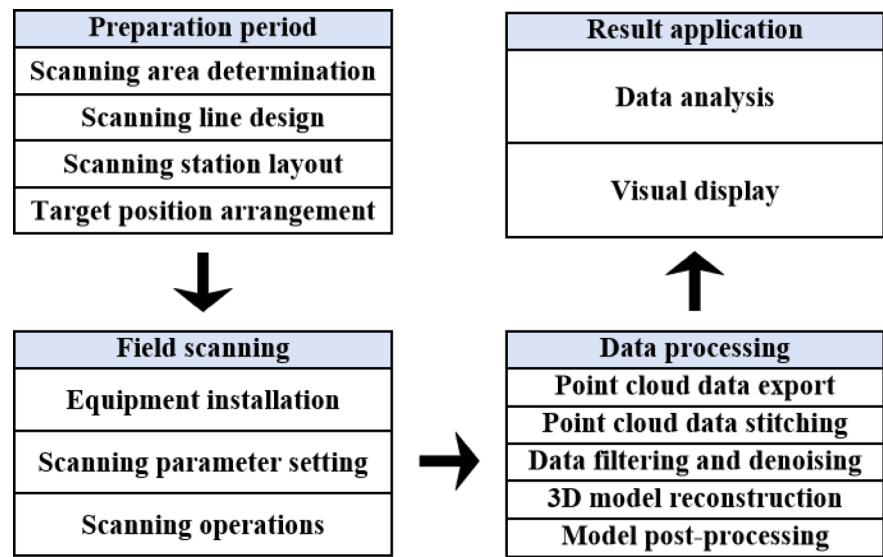 Preparation period
Scanning area determination
Scanning line design
Scanning station layout
Target position arrangement
Field scanning
Equipment installation
Scanning parameter setting
Scanning operations
Data processing
Point cloud data export
Point cloud data stitching
Data filtering and denoising
3D model reconstruction
Model post-processing
Result application
Data analysis
Visual display